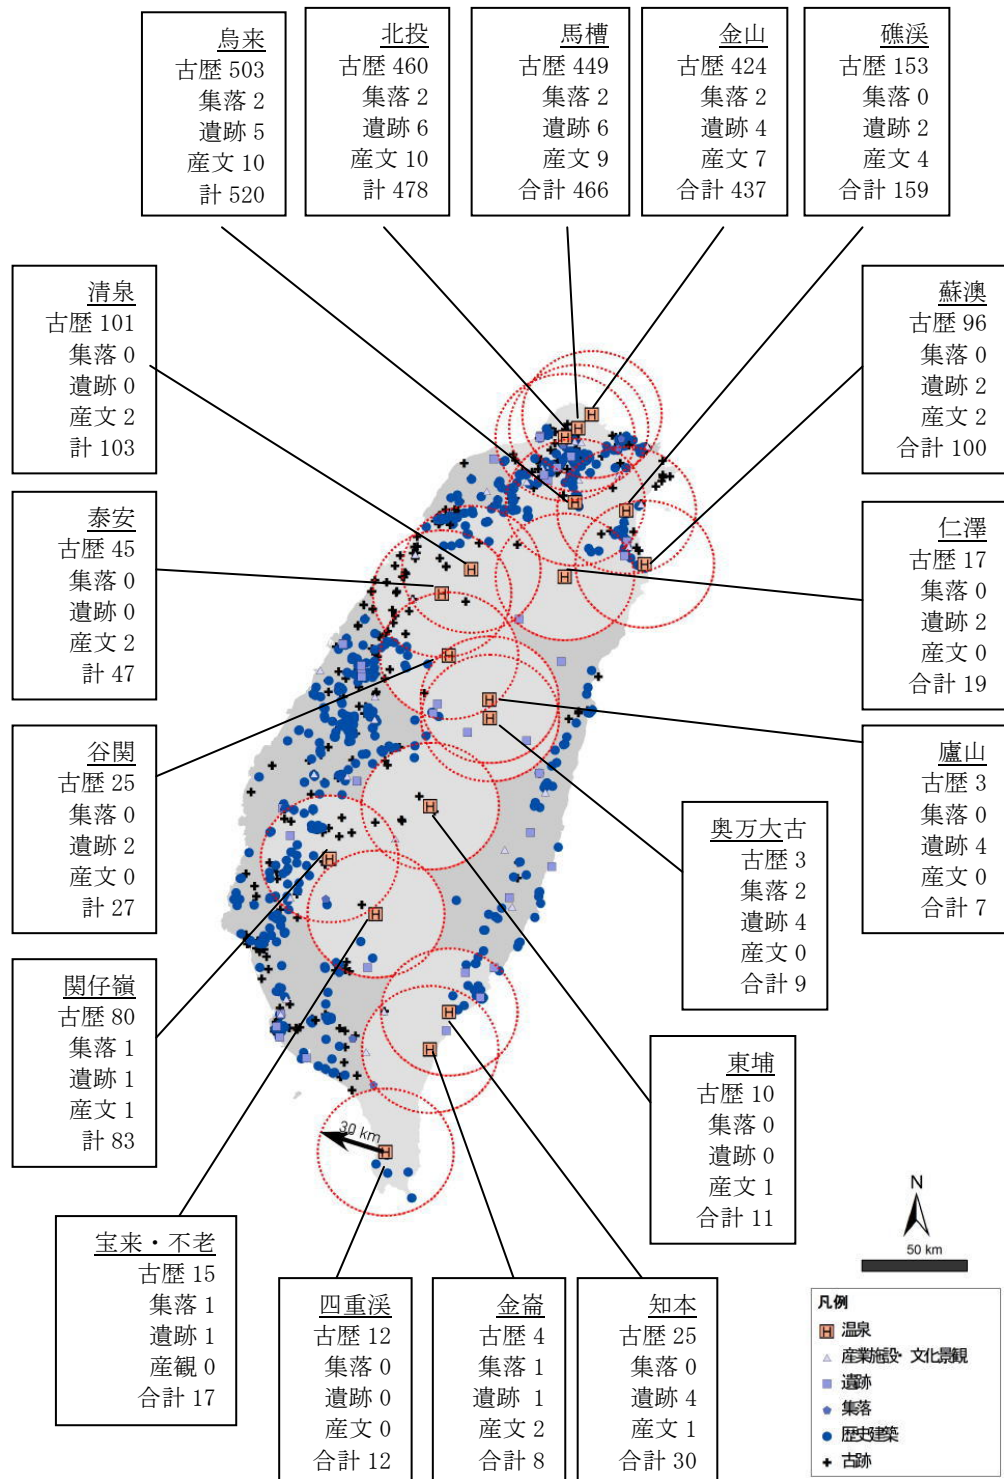 烏来
古歴 503
集落 2
遺跡 5
産文 10
計 520
北投
古歴 460
集落 2
遺跡 6
産文 10
計 478
馬槽
古歴 449
集落 2
遺跡 6
産文 9
合計 466
金山
古歴 424
集落 2
遺跡 4
産文 7
合計 437
礁渓
古歴 153
集落 0
遺跡 2
産文 4
合計 159
清泉
古歴 101
集落 0
遺跡 0
産文 2
計 103
蘇澳
古歴 96
集落 0
遺跡 2
産文 2
合計 100
泰安
古歴 45
集落 0
遺跡 0
産文 2
計 47
仁澤
古歴 17
集落 0
遺跡 2
産文 0
合計 19
谷関
古歴 25
集落 0
遺跡 2
産文 0
計 27
廬山
古歴 3
集落 0
遺跡 4
産文 0
合計 7
奥万大古
古歴 3
集落 2
遺跡 4
産文 0
合計 9
関仔嶺
古歴 80
集落 1
遺跡 1
産文 1
計 83
東埔
古歴 10
集落 0
遺跡 0
産文 1
合計 11
30 km
宝来・不老
古歴 15
集落 1
遺跡 1
産観 0
合計 17
四重渓
古歴 12
集落 0
遺跡 0
産文 0
合計 12
金崙
古歴 4
集落 1
遺跡 1
産文 2
合計 8
知本
古歴 25
集落 0
遺跡 4
産文 1
合計 30
N
50 km
凡例
温泉
産業施設・文化景観
遺跡
集落
歴史建築
古跡